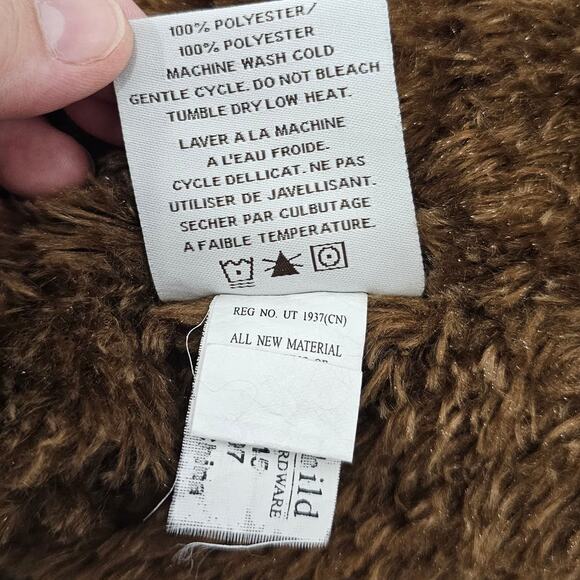 100% POLYESTER/
100% POLYESTER
MACHINE WASH COLD
GENTLE CYCLE. DO NOT BLEACH
TUMBLE DRY LOW HEAT.
LAVER A LA MACHINE
A L'EAU FROIDE.
CYCLE DELLICAT. NE PAS
UTILISER DE JAVELLISANT.
SECHER PAR CULBUTAGE
A FAIBLE TEMPERATURE.
REG NO. UT 1937(CN)
ALL NEW MATERIAL